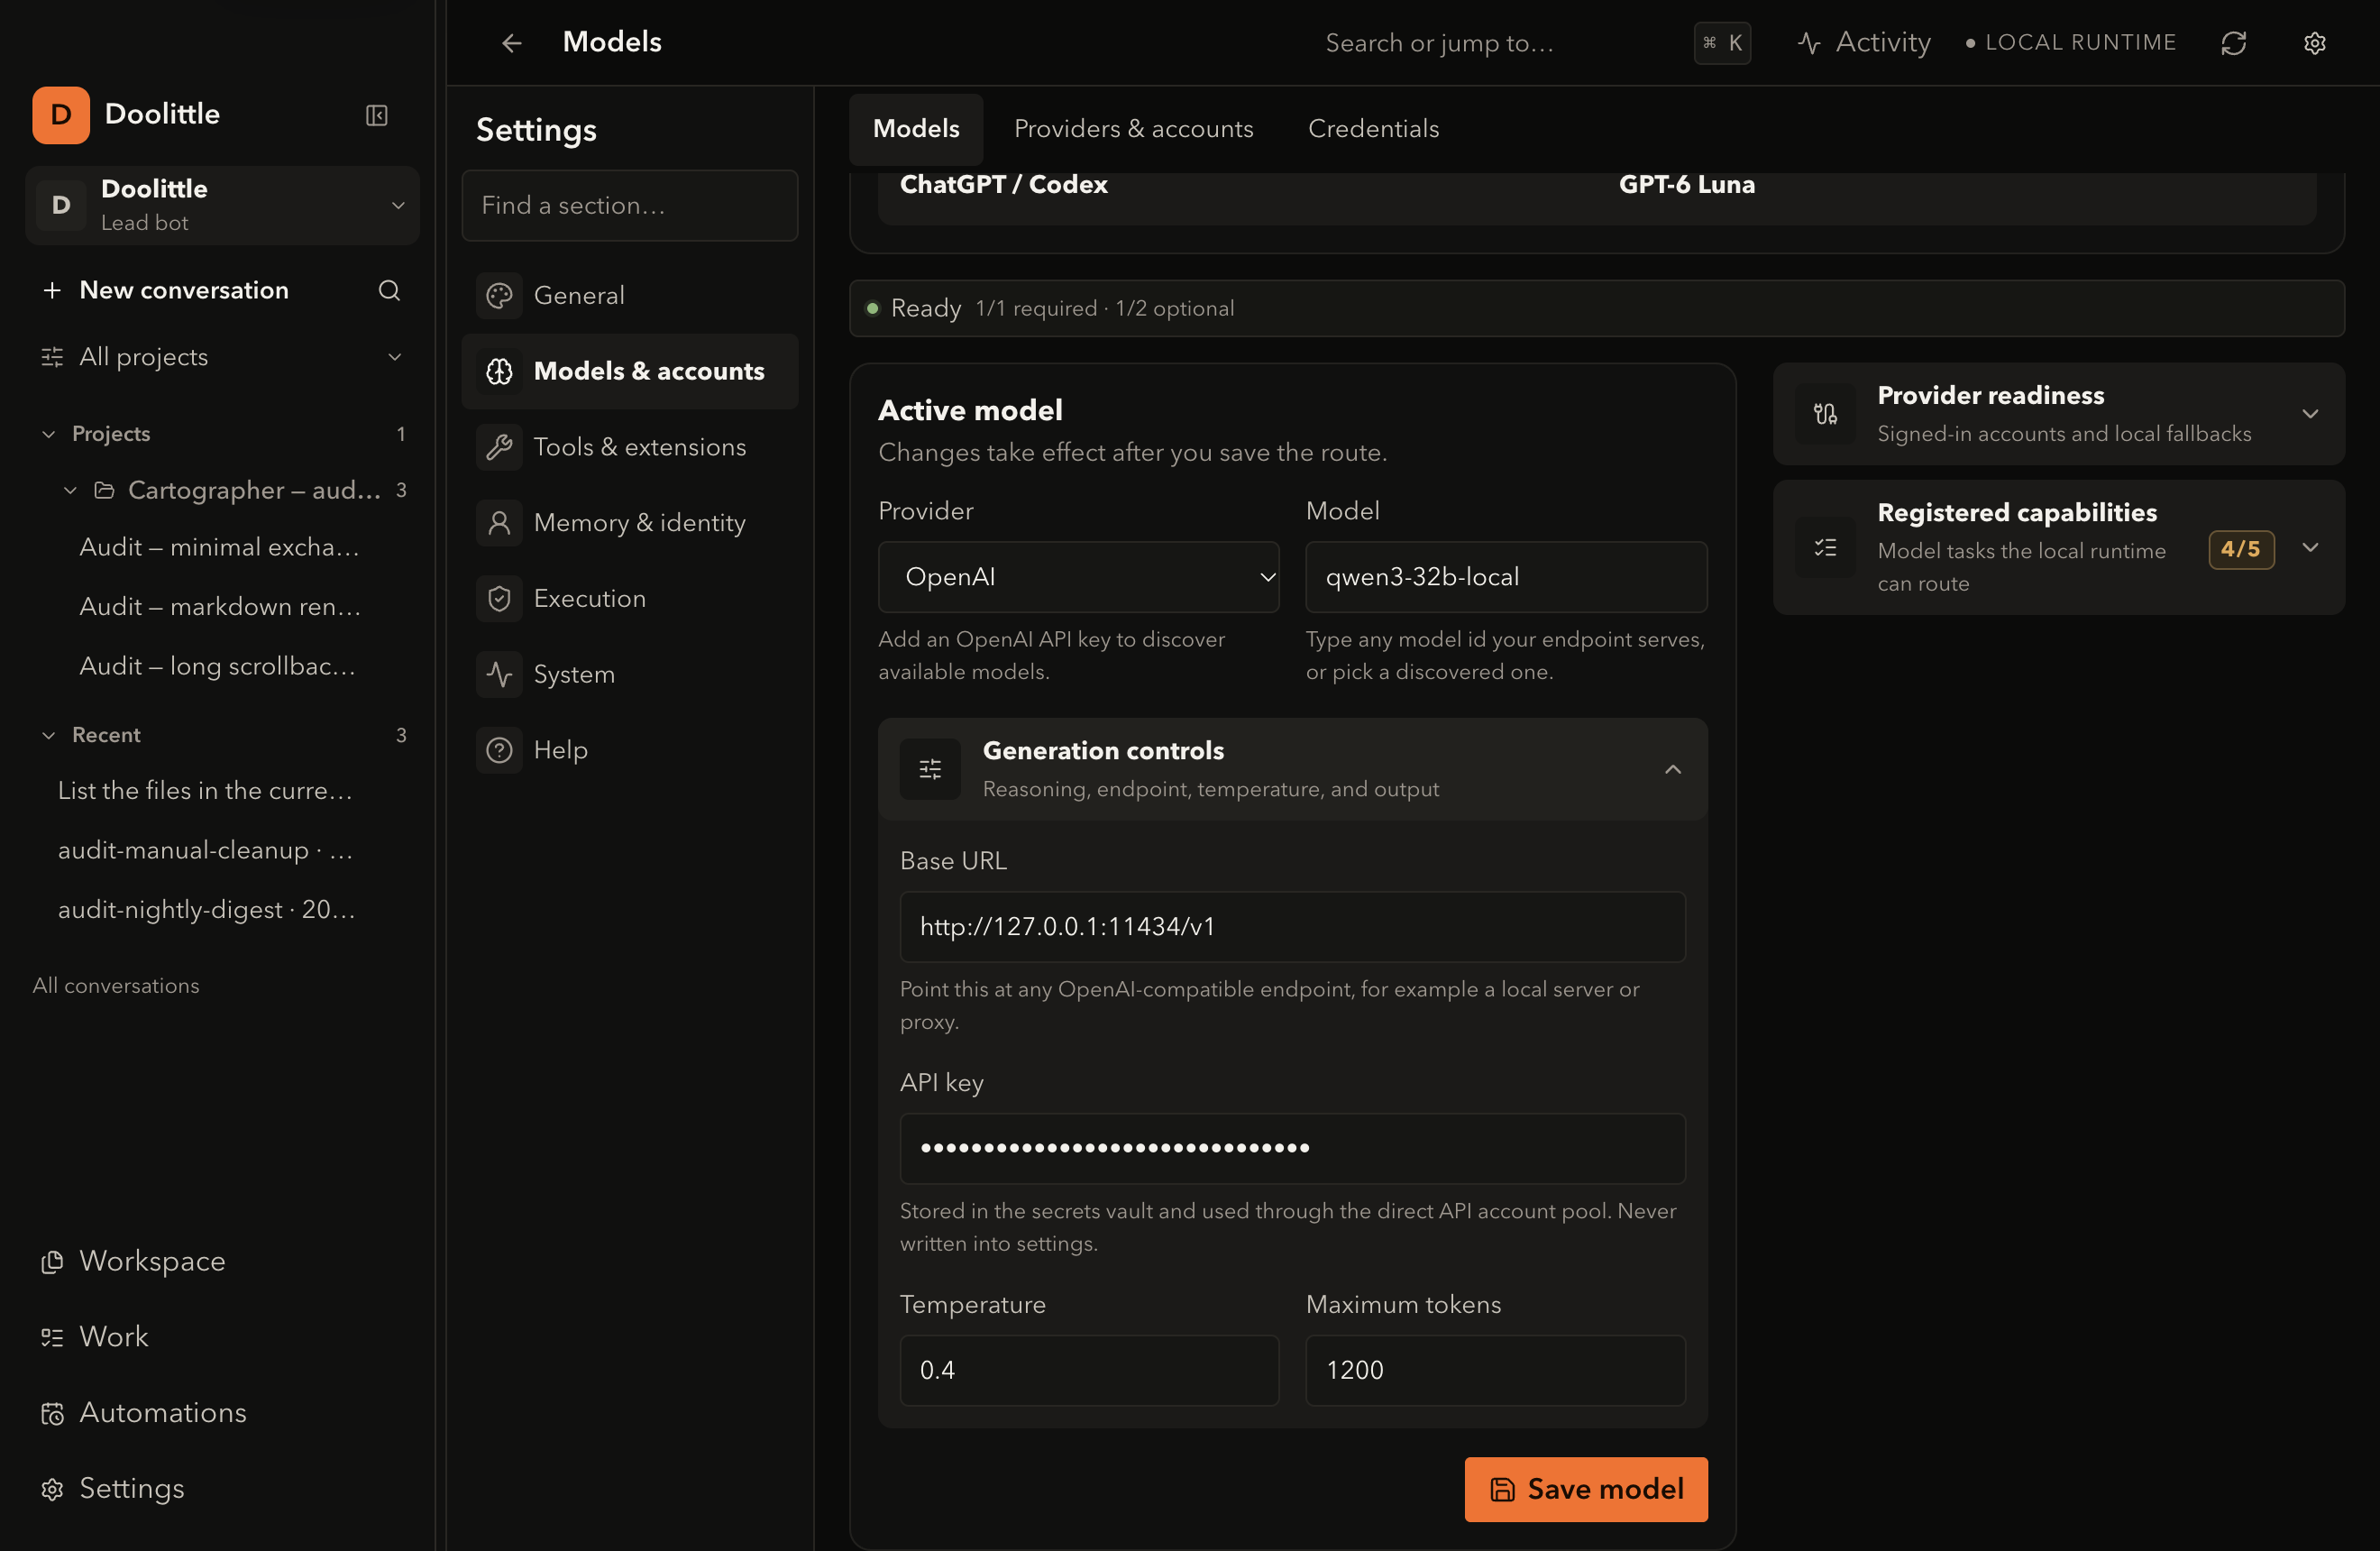 Models
Search or jump to…
⌘ K
Activity
LOCAL RUNTIME
D
Doolittle
D
Doolittle
Lead bot
New conversation
All projects
Projects
1
Cartographer — aud…
3
Audit — minimal excha…
Audit — markdown ren…
Audit — long scrollbac…
Recent
3
List the files in the curre…
audit-manual-cleanup · …
audit-nightly-digest · 20…
All conversations
Workspace
Work
Automations
Settings
Settings
Find a section…
General
Models & accounts
Tools & extensions
Memory & identity
Execution
System
Help
Models
Providers & accounts
Credentials
ChatGPT / Codex
GPT-6 Luna
Ready 1/1 required · 1/2 optional
Active model
Changes take effect after you save the route.
Provider
OpenAI
Add an OpenAI API key to discover
available models.
Model
qwen3-32b-local
Type any model id your endpoint serves,
or pick a discovered one.
Generation controls
Reasoning, endpoint, temperature, and output
Base URL
http://127.0.0.1:11434/v1
Point this at any OpenAI-compatible endpoint, for example a local server or
proxy.
API key
•••••••••••••••••••••••••••••••
Stored in the secrets vault and used through the direct API account pool. Never
written into settings.
Temperature
0.4
Maximum tokens
1200
Save model
Provider readiness
Signed-in accounts and local fallbacks
Registered capabilities
Model tasks the local runtime
can route
4/5